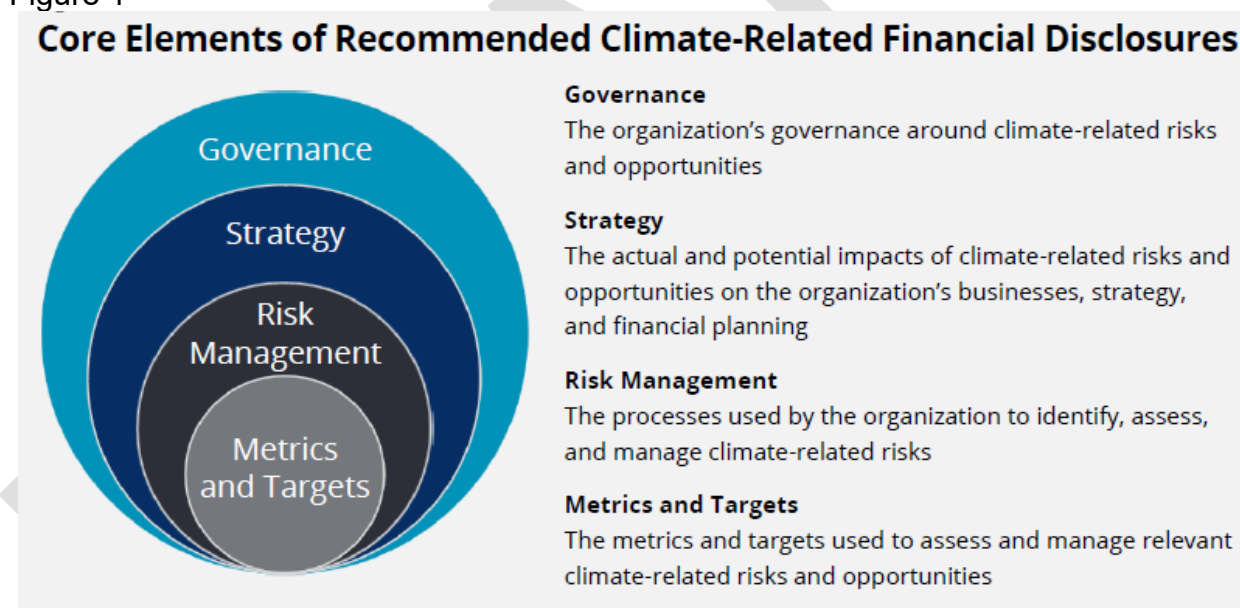 Core Elements of Recommended Climate-Related Financial Disclosures
Governance
Strategy
Risk
Management
Metrics
and Targets
Governance
The organization's governance around climate-related risks
and opportunities
Strategy
The actual and potential impacts of climate-related risks and
opportunities on the organization's businesses, strategy,
and financial planning
Risk Management
The processes used by the organization to identify, assess,
and manage climate-related risks
Metrics and Targets
The metrics and targets used to assess and manage relevant
climate-related risks and opportunities